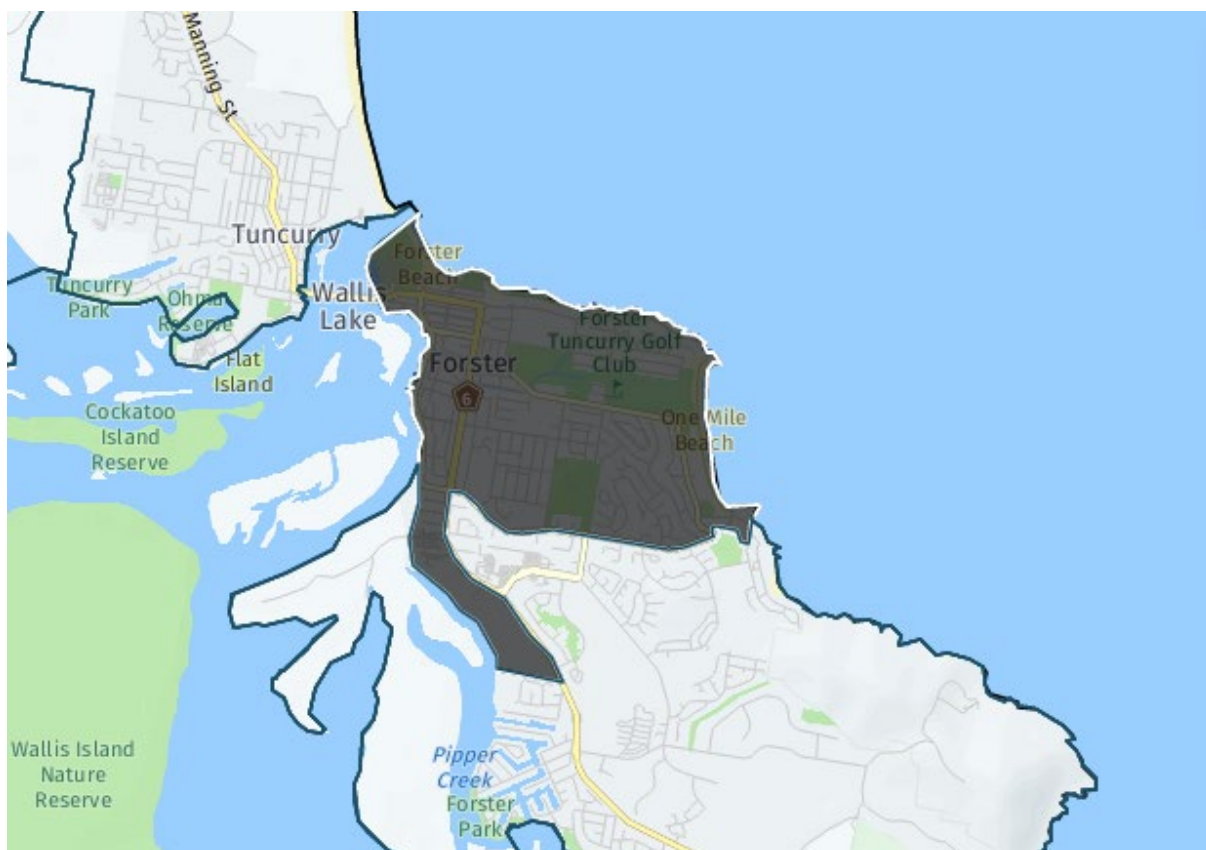 Manning St
Tuncurry
Forster
Beach
Tuncurry
Park
Ohma
Reserve
Wallis
Lake
Forster
Tuncurry Golf
Club
Flat
Island
Forster
6
Cockatoo
Island
Reserve
One Mile
Beach
Wallis Island
Nature
Reserve
Pipper
Creek
Forster
Park